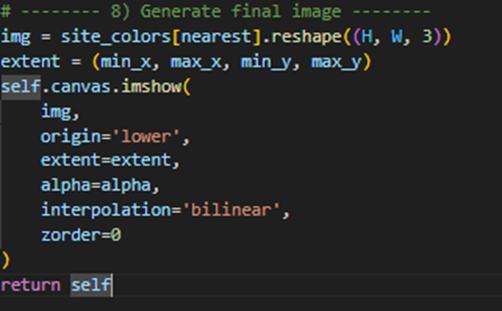 # -------- 8) Generate final image --------
img = site_colors[nearest].reshape((H, W, 3))
extent = (min_x, max_x, min_y, max_y)
self.canvas.imshow(
    img,
    origin='lower',
    extent=extent,
    alpha=alpha,
    interpolation='bilinear',
    zorder=0
)
return self